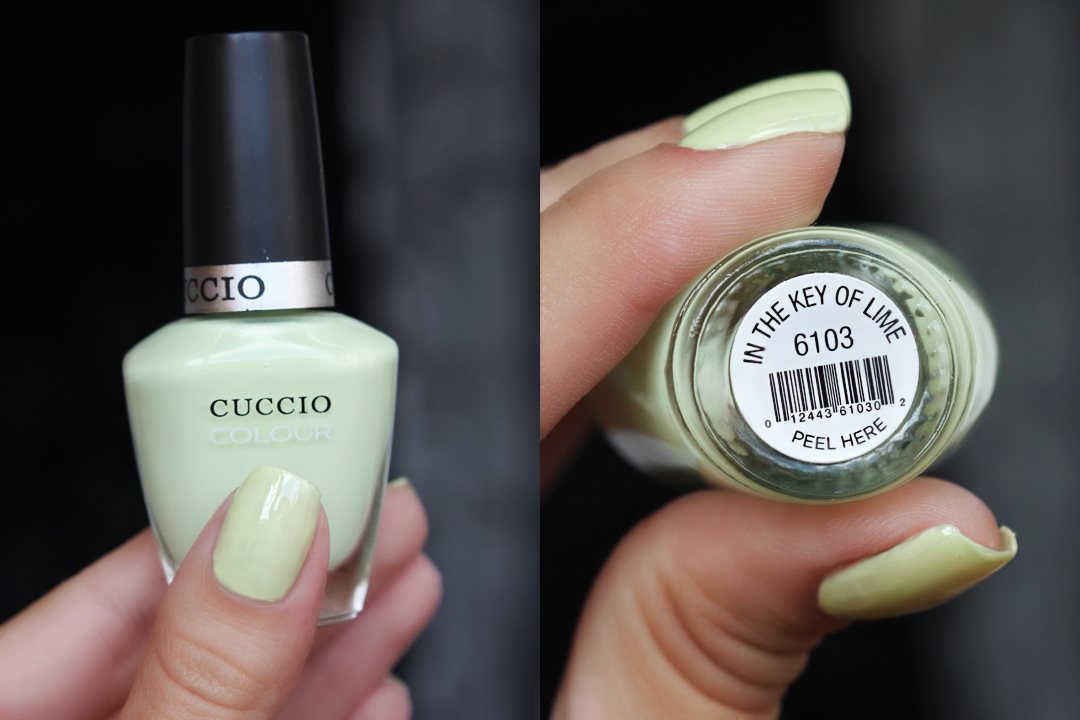 CCIO
CUCCIO
COLOUR
IN THE KEY OF LIME
6103
0 12443 61030 2
PEEL HERE